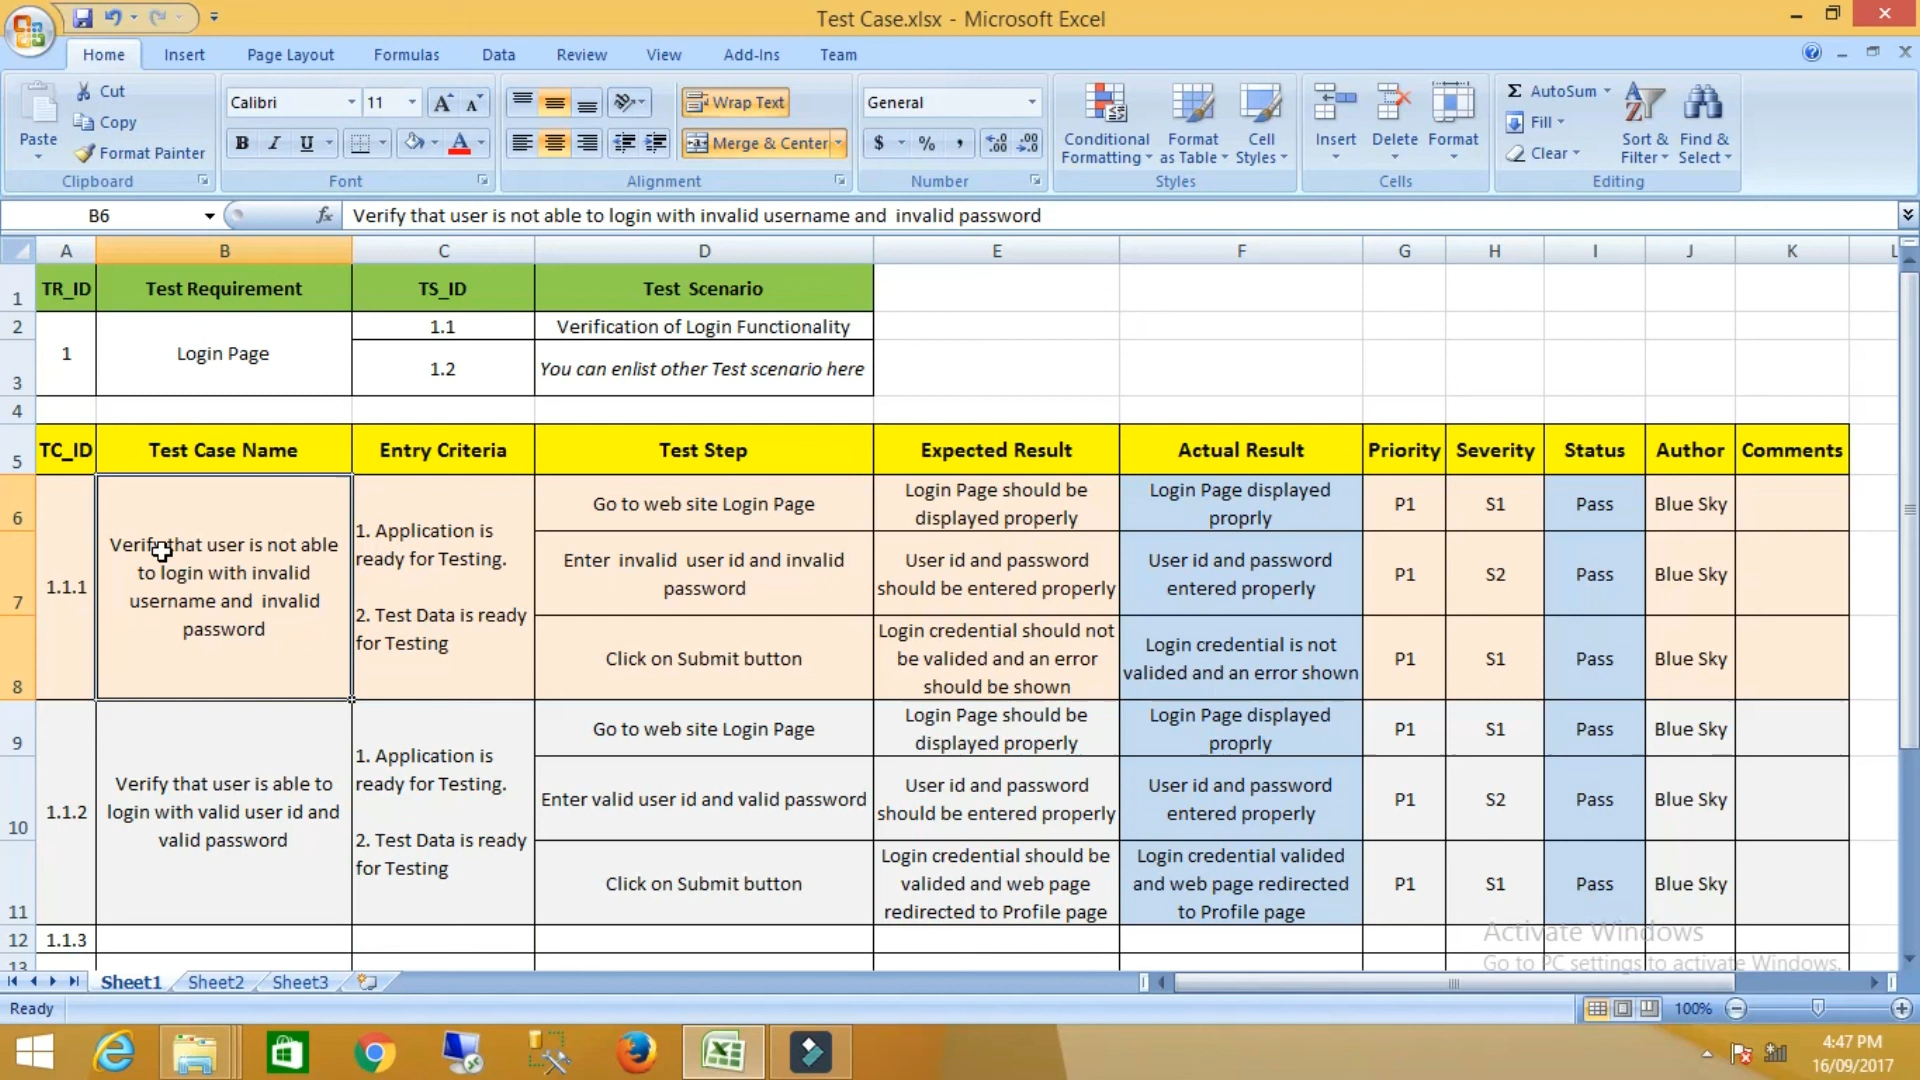 Test Case.xlsx - Microsoft Excel
Home Insert Page Layout Formulas Data Review View Add-Ins Team
Paste
Cut
Copy
Format Painter
Clipboard
Calibri 11
B I U
Font
Wrap Text
Merge & Center
Alignment
General
$ % ,
Number
Conditional Formatting
Format as Table
Cell Styles
Styles
Insert
Delete
Format
Cells
Σ AutoSum
Fill
Clear
Sort & Filter
Find & Select
Editing
B6 fx Verify that user is not able to login with invalid username and  invalid password
A B C D E F G H I J K L
1 TR_ID Test Requirement TS_ID Test  Scenario
2 1.1 Verification of Login Functionality
1 Login Page
3 1.2 You can enlist other Test scenario here
4
5 TC_ID Test Case Name Entry Criteria Test Step Expected Result Actual Result Priority Severity Status Author Comments
1.1.1
Verify that user is not able
to login with invalid
username and  invalid
password
1. Application is
ready for Testing.
2. Test Data is ready
for Testing
6
Go to web site Login Page
Login Page should be
displayed properly
Login Page displayed
proprly
P1 S1 Pass Blue Sky
7
Enter  invalid  user id and invalid
password
User id and password
should be entered properly
User id and password
entered properly
P1 S2 Pass Blue Sky
8
Click on Submit button
Login credential should not
be validated and an error
should be shown
Login credential is not
validated and an error shown
P1 S1 Pass Blue Sky
1.1.2
Verify that user is able to
login with valid user id and
valid password
1. Application is
ready for Testing.
2. Test Data is ready
for Testing
9
Go to web site Login Page
Login Page should be
displayed properly
Login Page displayed
proprly
P1 S1 Pass Blue Sky
10
Enter valid user id and valid password
User id and password
should be entered properly
User id and password
entered properly
P1 S2 Pass Blue Sky
11
Click on Submit button
Login credential should be
validated and web page
redirected to Profile page
Login credential validated
and web page redirected
to Profile page
P1 S1 Pass Blue Sky
12 1.1.3
13
Activate Windows
Go to PC settings to activate Windows.
Sheet1 Sheet2 Sheet3
Ready
100%
4:47 PM
16/09/2017